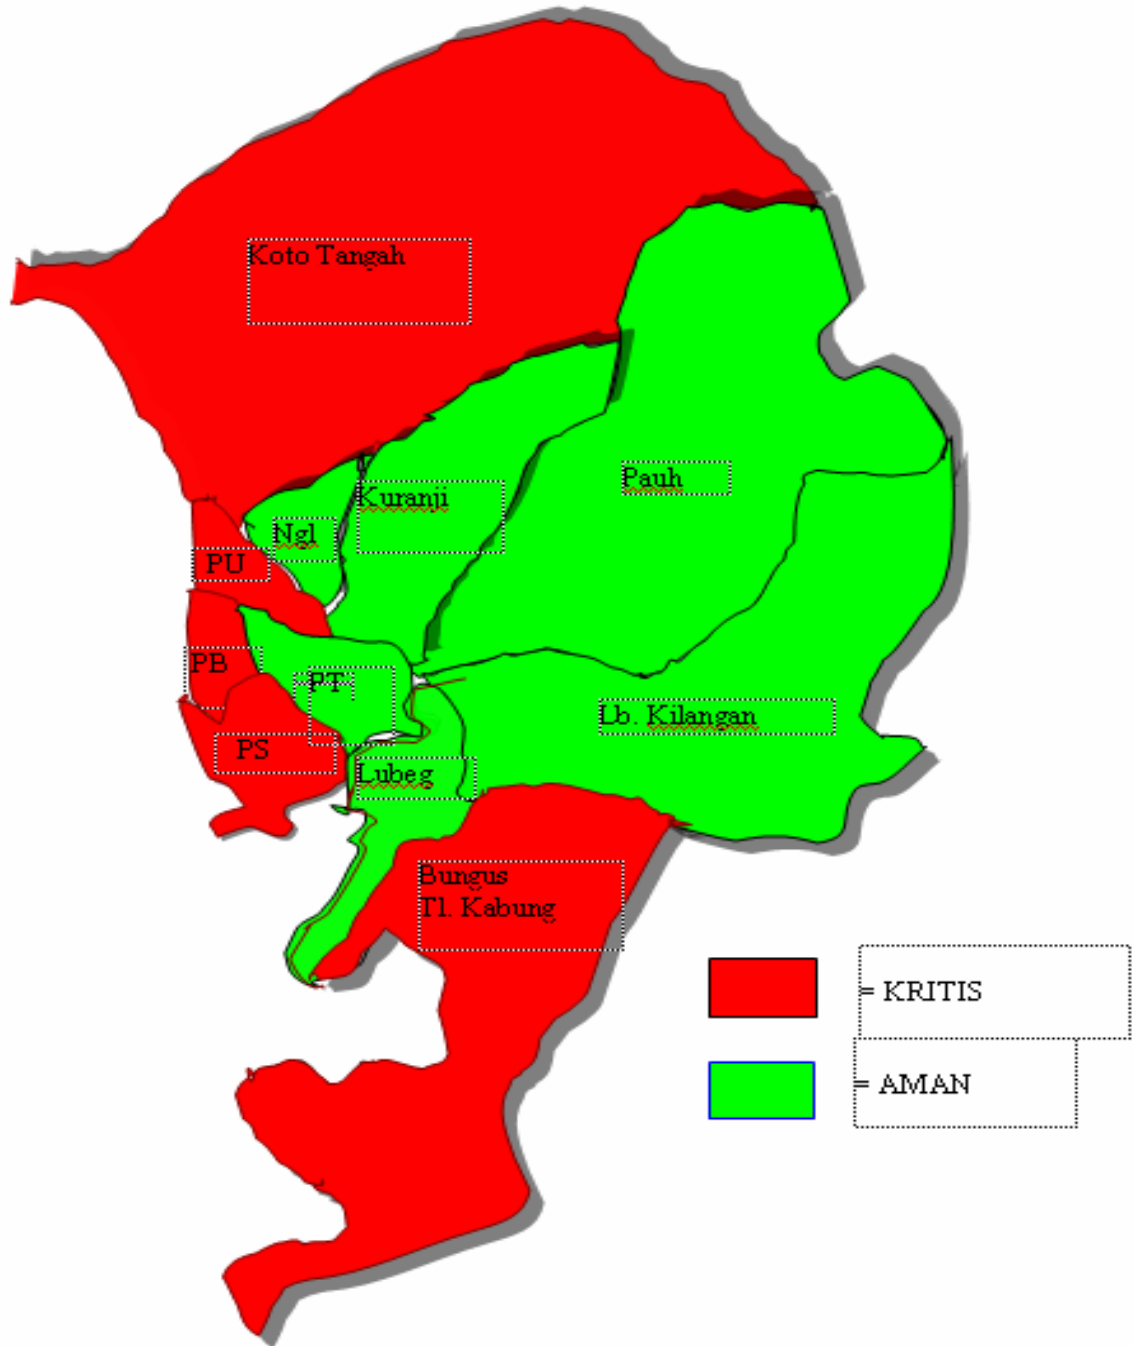 Koto Tangah
Pauh
Kuranji
Ngl
PU
PB
PT
Lb. Kilangan
PS
Lubeg
Bungus
Tl. Kabung
= KRITIS
= AMAN